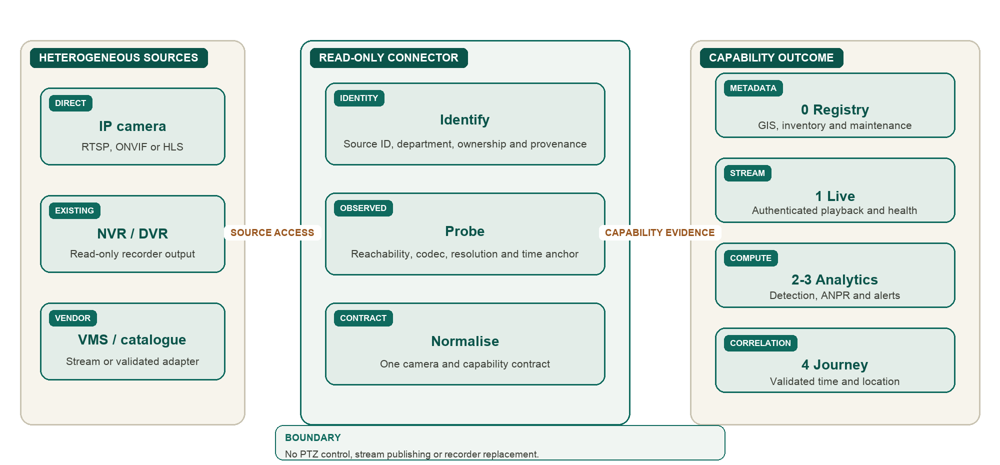 HETEROGENEOUS SOURCES
DIRECT
IP camera
RTSP, ONVIF or HLS
EXISTING
NVR / DVR
Read-only recorder output
VENDOR
VMS / catalogue
Stream or validated adapter
SOURCE ACCESS
READ-ONLY CONNECTOR
IDENTITY
Identify
Source ID, department, ownership and provenance
OBSERVED
Probe
Reachability, codec, resolution and time anchor
CONTRACT
Normalise
One camera and capability contract
CAPABILITY EVIDENCE
CAPABILITY OUTCOME
METADATA
0 Registry
GIS, inventory and maintenance
STREAM
1 Live
Authenticated playback and health
COMPUTE
2-3 Analytics
Detection, ANPR and alerts
CORRELATION
4 Journey
Validated time and location
BOUNDARY
No PTZ control, stream publishing or recorder replacement.